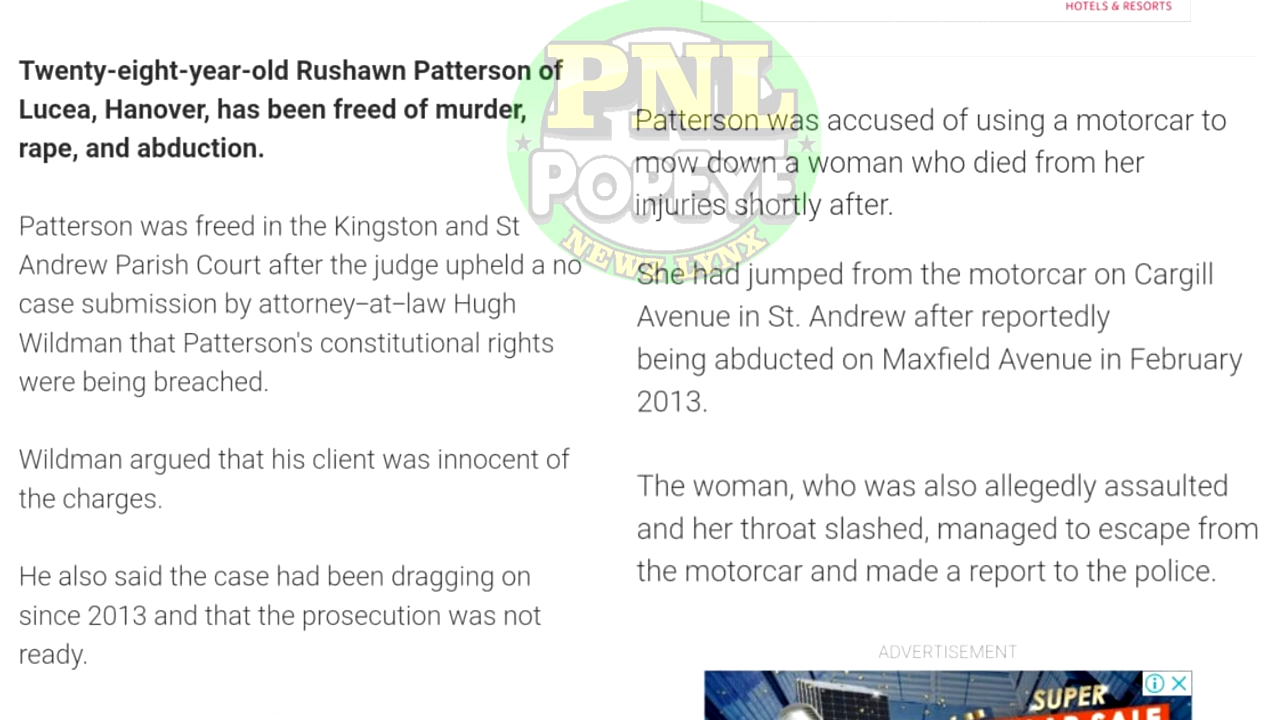 HOTELS & RESORTS
Twenty-eight-year-old Rushawn Patterson of
Lucea, Hanover, has been freed of murder,
rape, and abduction.
Patterson was freed in the Kingston and St
Andrew Parish Court after the judge upheld a no
case submission by attorney–at–law Hugh
Wildman that Patterson's constitutional rights
were being breached.
Wildman argued that his client was innocent of
the charges.
He also said the case had been dragging on
since 2013 and that the prosecution was not
ready.
PNL
POPEYE
NEWS LYNX
Patterson was accused of using a motorcar to
mow down a woman who died from her
injuries shortly after.
She had jumped from the motorcar on Cargill
Avenue in St. Andrew after reportedly
being abducted on Maxfield Avenue in February
2013.
The woman, who was also allegedly assaulted
and her throat slashed, managed to escape from
the motorcar and made a report to the police.
ADVERTISEMENT
SUPER
SALE